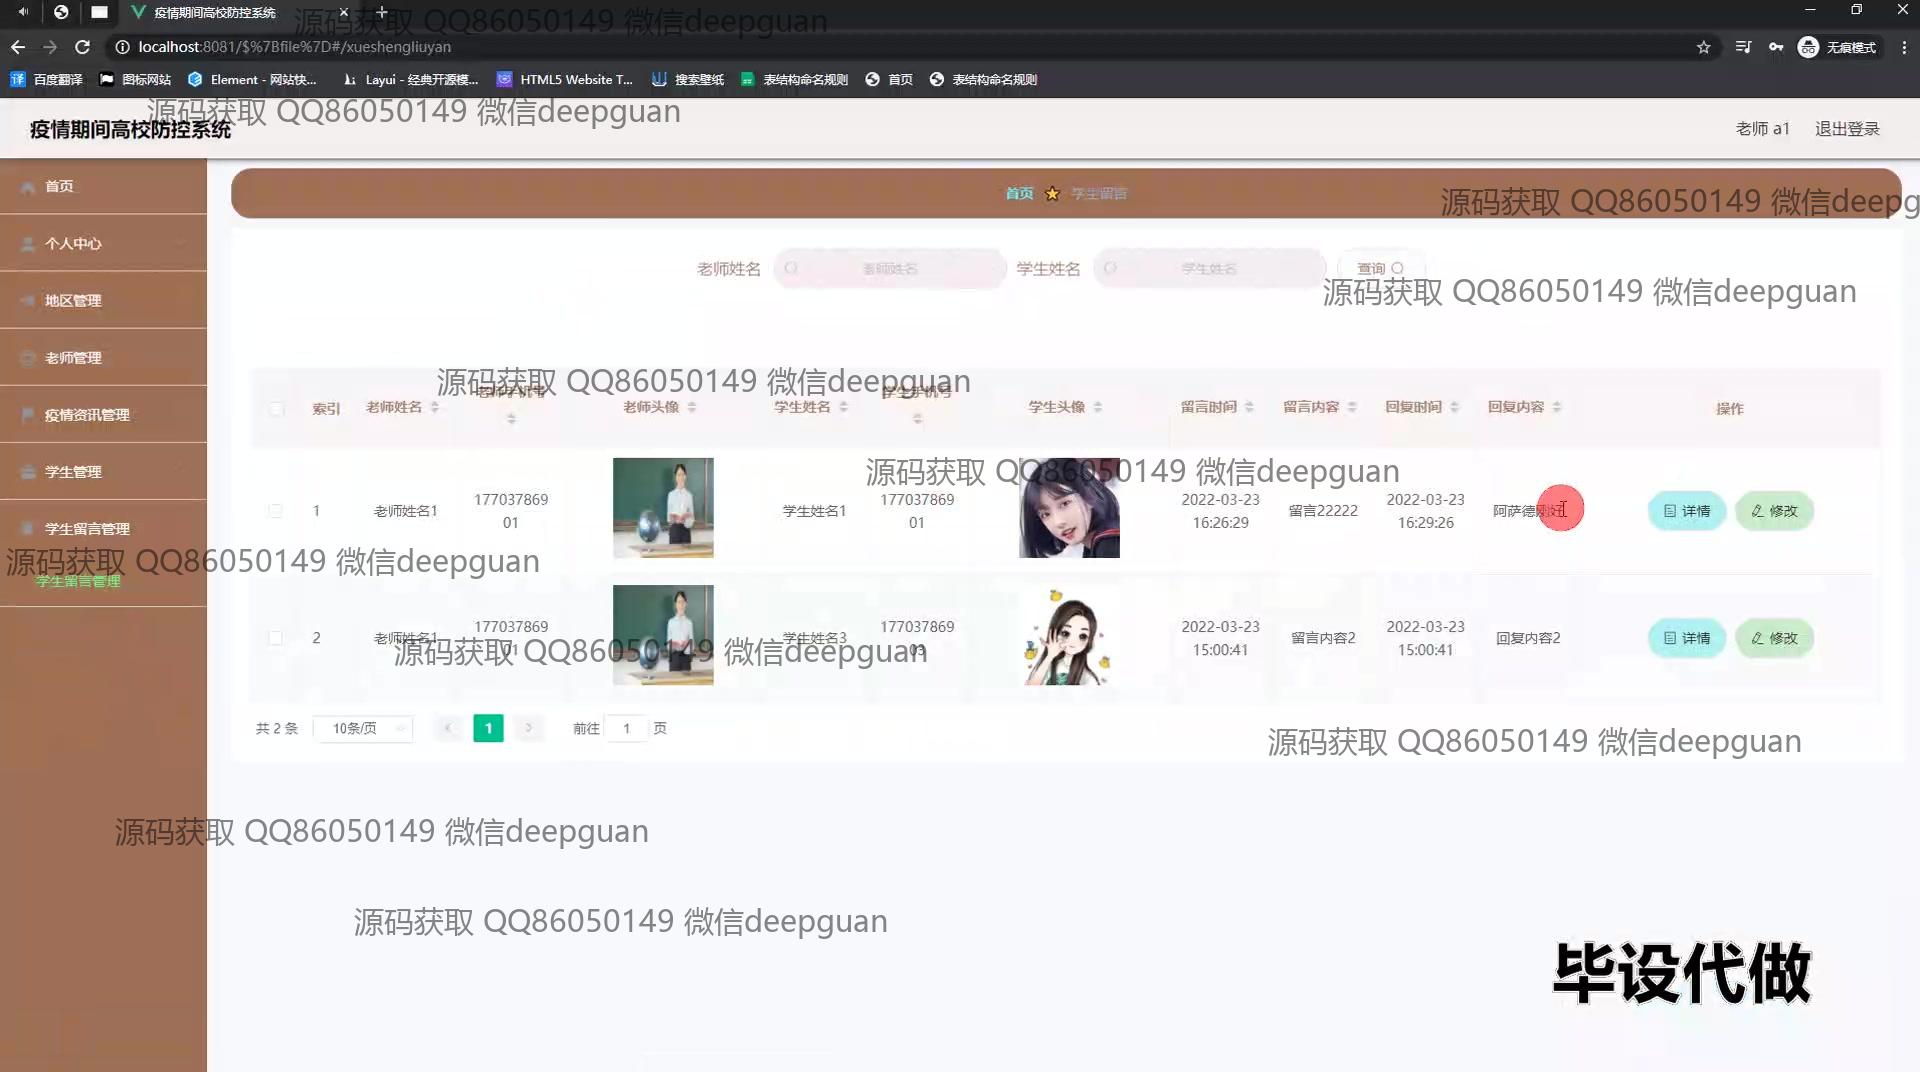 疫情期间高校防控系统
localhost:8081/$%7Bfile%7D#/xueshengliuyan
无痕模式
百度翻译 图标网站 Element - 网站快... Layui - 经典开源模... HTML5 Website T... 搜索壁纸 表结构命名规则 首页 表结构命名规则
源码获取 QQ86050149 微信deepguan
源码获取 QQ86050149 微信deepguan
疫情期间高校防控系统
老师 a1 退出登录
首页
个人中心
地区管理
老师管理
疫情资讯管理
学生管理
学生留言管理
学生留言管理
首页 学生留言
源码获取 QQ86050149 微信deepg
老师姓名 老师姓名 学生姓名 学生姓名 查询
源码获取 QQ86050149 微信deepguan
源码获取 QQ86050149 微信deepguan
索引 老师姓名 老师手机号 老师头像 学生姓名 学生手机号 学生头像 留言时间 留言内容 回复时间 回复内容 操作
源码获取 QQ86050149 微信deepguan
1 老师姓名1 177037869 学生姓名1 177037869 2022-03-23 留言22222 2022-03-23 阿萨德 详情 修改
01 01 16:26:29 16:29:26
源码获取 QQ86050149 微信deepguan
2 老师姓名1 177037869 学生姓名3 177037869 2022-03-23 留言内容2 2022-03-23 回复内容2 详情 修改
01 03 15:00:41 15:00:41
源码获取 QQ86050149 微信deepguan
共 2 条 10条/页 1 前往 1 页
源码获取 QQ86050149 微信deepguan
源码获取 QQ86050149 微信deepguan
源码获取 QQ86050149 微信deepguan
毕设代做